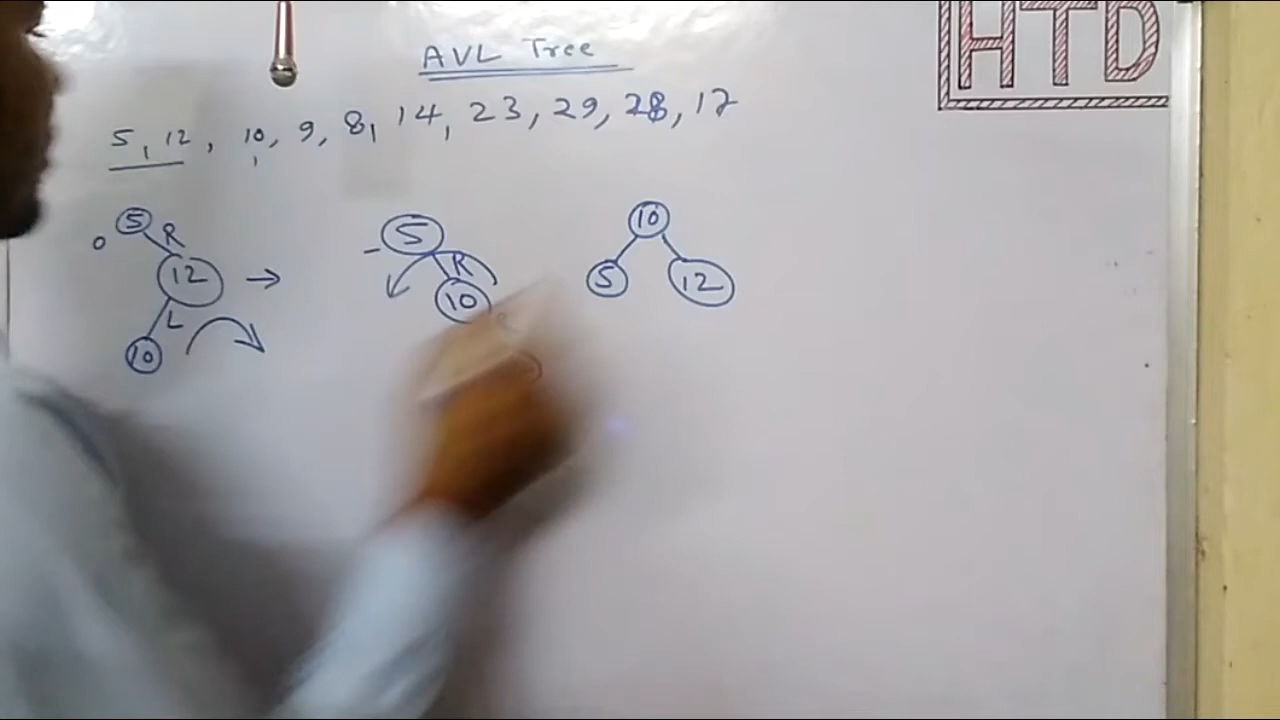 HTD
AVL Tree
5, 12, 10, 9, 8, 14, 23, 29, 28, 17
5 R 12 L 10
0
→
- 5 R 10
10
5 12